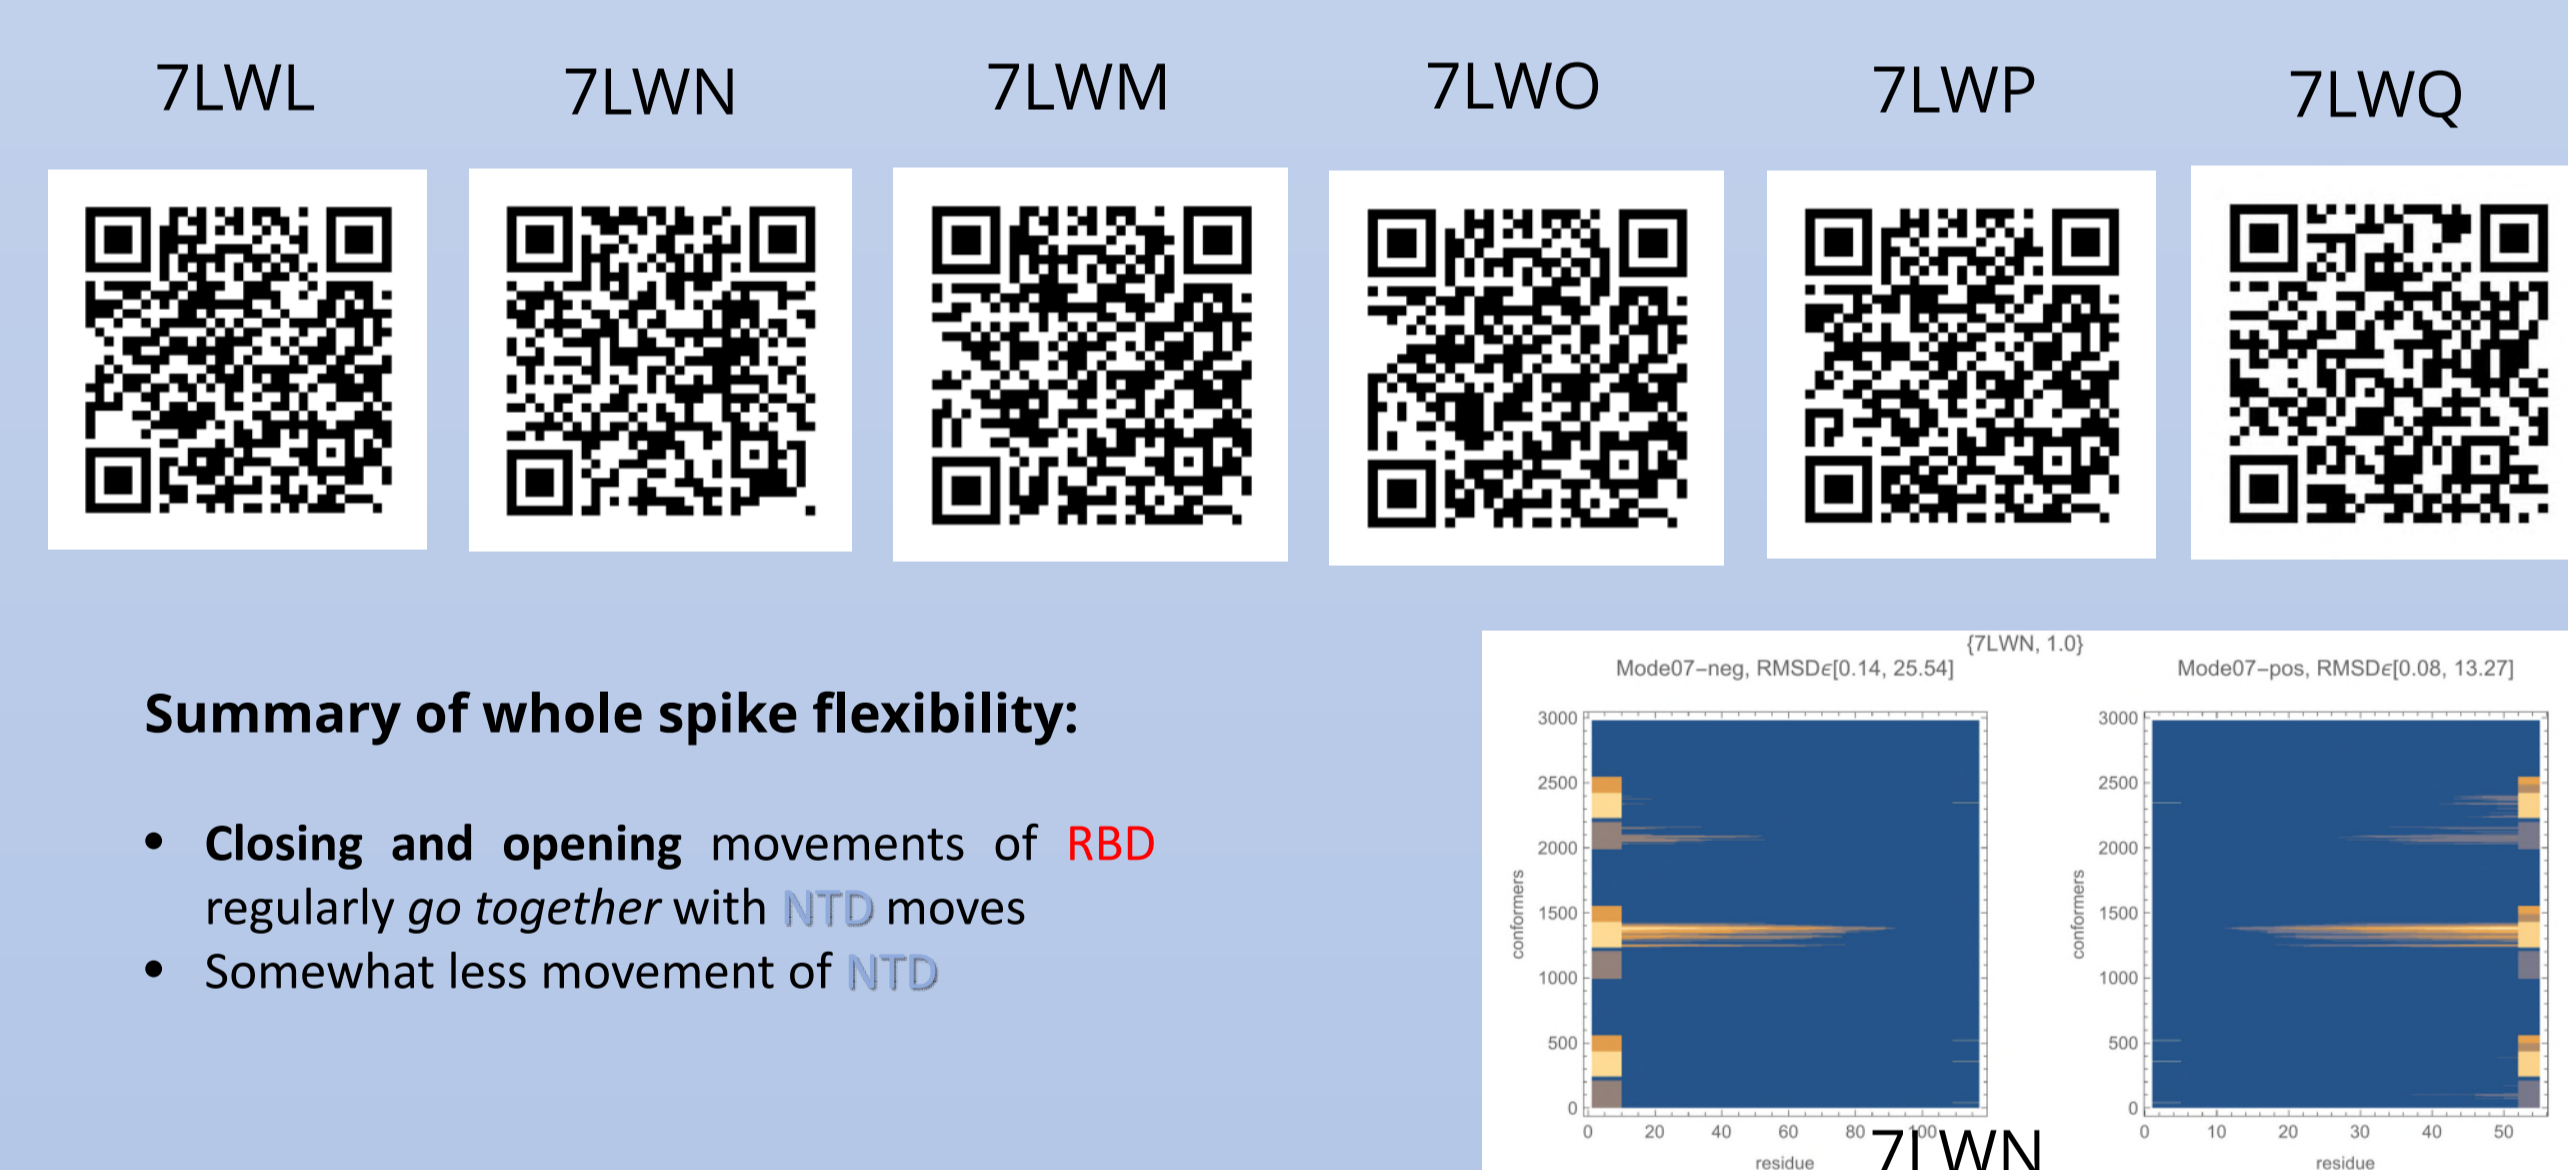 7LWL
7LWN
7LWM
7LWO
7LWP
7LWQ
Summary of whole spike flexibility:
• Closing and opening movements of RBD
regularly go together with NTD moves
• Somewhat less movement of NTD
{7LWN, 1.0}
Mode07-neg, RMSDϵ[0.14, 25.54]
Mode07-pos, RMSDϵ[0.08, 13.27]
3000
2500
2000
1500
1000
500
0
conformers
0 20 40 60 80 100
residue
3000
2500
2000
1500
1000
500
0
conformers
0 10 20 30 40 50
residue
7LWN